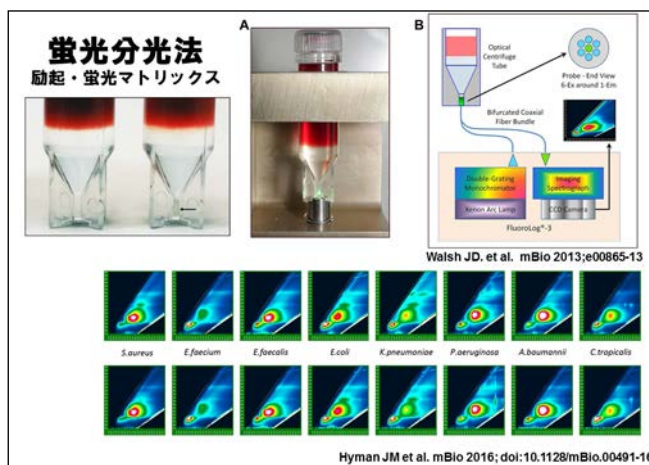 蛍光分光法
励起・蛍光マトリックス
A
B
Optical
Centrifuge
Tube
Probe - End View
6-Ex around 1-Em
Bifurcated Coaxial
Fiber Bundle
Double-Grating
Monochromator
Imaging
Spectrograph
Xenon Arc Lamp
CCD Camera
FluoroLog®-3
Walsh JD. et al. mBio 2013;e00865-13
S.aureus E.faecium E.faecalis E.coli K.pneumoniae P.aeruginosa A.baumannii C.tropicalis
Hyman JM et al. mBio 2016; doi:10.1128/mBio.00491-16